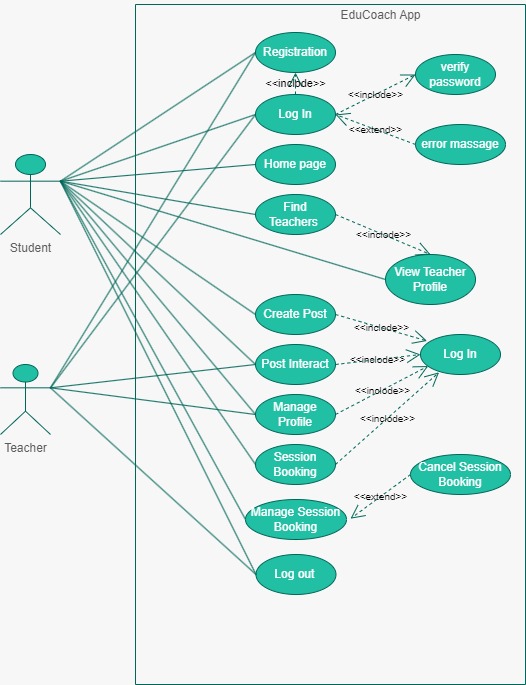 EduCoach App
Registration
<<include>>
verify
password
<<include>>
Log In
<<extend>>
error massage
Home page
Student
Find
Teachers
<<include>>
View Teacher
Profile
Create Post
<<include>>
Post Interact
<<include>>
Log In
Teacher
Manage
Profile
<<include>>
<<include>>
Session
Booking
Cancel Session
Booking
<<extend>>
Manage Session
Booking
Log out